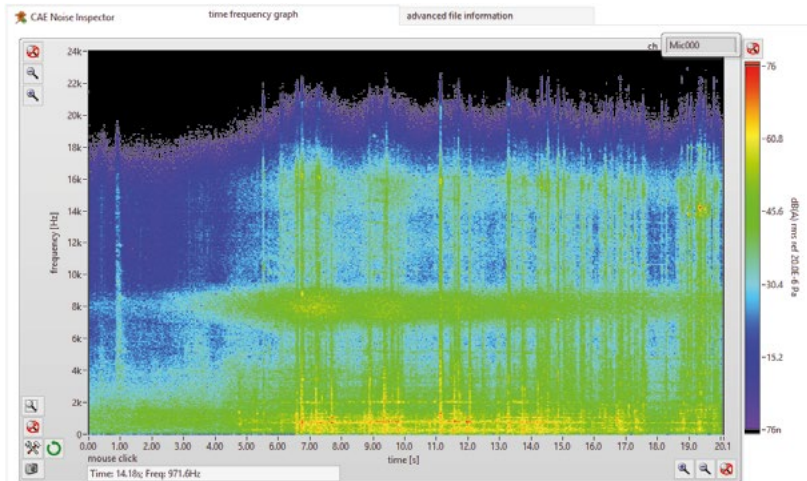 CAE Noise Inspector
time frequency graph
advanced file information
ch
Mic000
24k
22k
20k
18k
16k
14k
12k
10k
8k
6k
4k
2k
0
frequency [Hz]
0.00 1.00 2.00 3.00 4.00 5.00 6.00 7.00 8.00 9.00 10.0 11.0 12.0 13.0 14.0 15.0 16.0 17.0 18.0 19.0 20.1
time [s]
mouse click
Time: 14.18s; Freq: 971.6Hz
76
60.8
45.6
30.4
15.2
-76n
dB(A) rms ref 20.0E-6 Pa